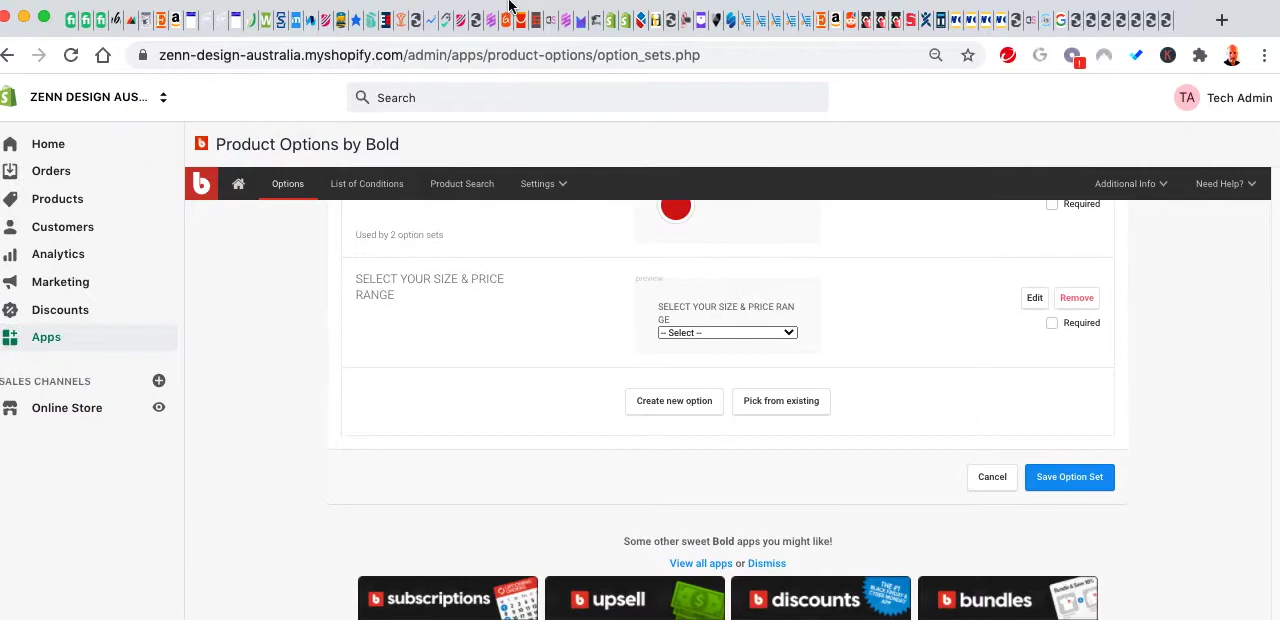 zenn-design-australia.myshopify.com/admin/apps/product-options/option_sets.php
ZENN DESIGN AUS...
Search
TA Tech Admin
Home
Orders
Products
Customers
Analytics
Marketing
Discounts
Apps
SALES CHANNELS
Online Store
Product Options by Bold
Options
List of Conditions
Product Search
Settings
Additional Info
Need Help?
Required
Used by 2 option sets
SELECT YOUR SIZE & PRICE
RANGE
preview
SELECT YOUR SIZE & PRICE RAN
GE
-- Select --
Edit
Remove
Required
Create new option
Pick from existing
Cancel
Save Option Set
Some other sweet Bold apps you might like!
View all apps or Dismiss
b subscriptions
b upsell
b discounts
b bundles